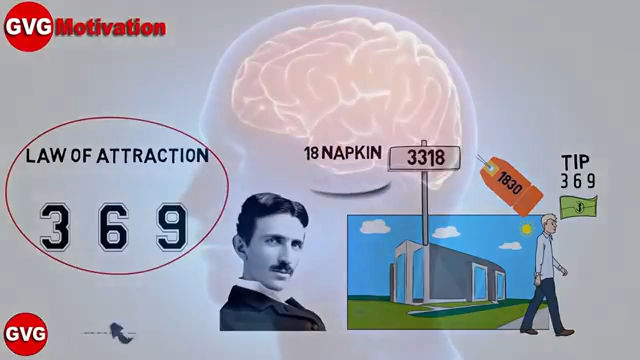 GVG Motivation
LAW OF ATTRACTION
3 6 9
18 NAPKIN
3318
1830
TIP
3 6 9
$
GVG